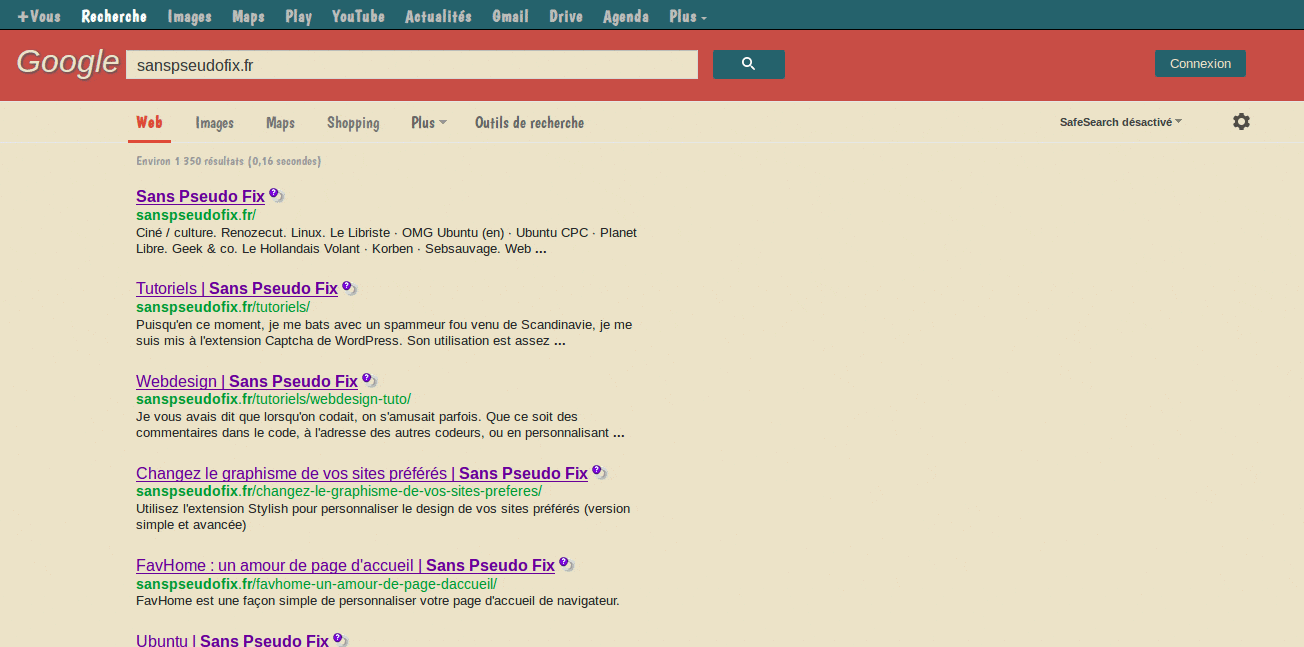 +Vous Recherche Images Maps Play YouTube Actualités Gmail Drive Agenda Plus
Google sanspseudofix.fr Connexion
Web Images Maps Shopping Plus Outils de recherche SafeSearch désactivé
Environ 1 350 résultats (0,16 secondes)
Sans Pseudo Fix
sanspseudofix.fr/
Ciné / culture. Renozecut. Linux. Le Libriste · OMG Ubuntu (en) · Ubuntu CPC · Planet
Libre. Geek & co. Le Hollandais Volant · Korben · Sebsauvage. Web ...
Tutoriels | Sans Pseudo Fix
sanspseudofix.fr/tutoriels/
Puisqu'en ce moment, je me bats avec un spammeur fou venu de Scandinavie, je me
suis mis à l'extension Captcha de WordPress. Son utilisation est assez ...
Webdesign | Sans Pseudo Fix
sanspseudofix.fr/tutoriels/webdesign-tuto/
Je vous avais dit que lorsqu'on codait, on s'amusait parfois. Que ce soit des
commentaires dans le code, à l'adresse des autres codeurs, ou en personnalisant ...
Changez le graphisme de vos sites préférés | Sans Pseudo Fix
sanspseudofix.fr/changez-le-graphisme-de-vos-sites-preferes/
Utilisez l'extension Stylish pour personnaliser le design de vos sites préférés (version
simple et avancée)
FavHome : un amour de page d'accueil | Sans Pseudo Fix
sanspseudofix.fr/favhome-un-amour-de-page-daccueil/
FavHome est une façon simple de personnaliser votre page d'accueil de navigateur.
Ubuntu | Sans Pseudo Fix